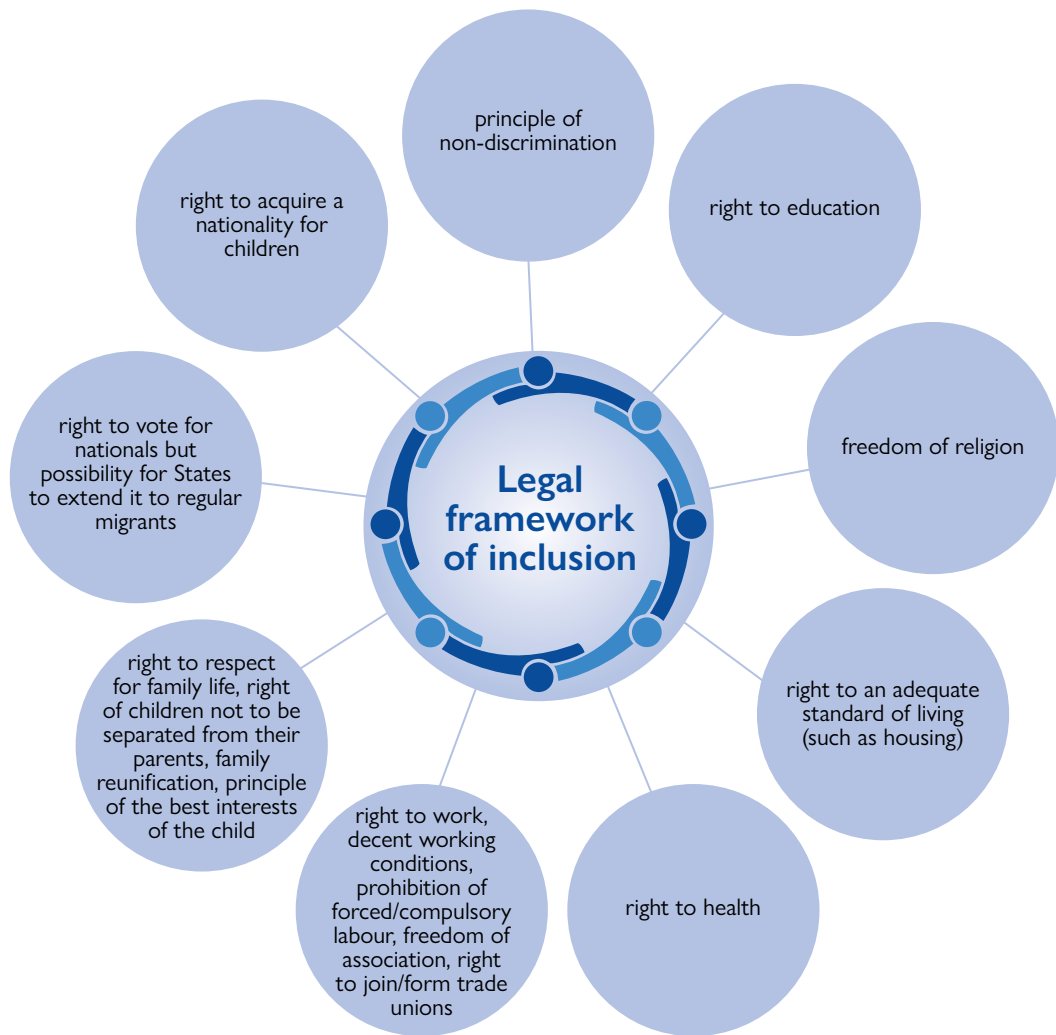 principle of
non-discrimination
right to education
freedom of religion
right to an adequate
standard of living
(such as housing)
right to health
right to work,
decent working
conditions,
prohibition of
forced/compulsory
labour, freedom of
association, right
to join/form trade
unions
right to respect
for family life, right
of children not to be
separated from their
parents, family
reunification, principle
of the best interests
of the child
right to vote for
nationals but
possibility for States
to extend it to regular
migrants
right to acquire a
nationality for
children
Legal
framework
of inclusion